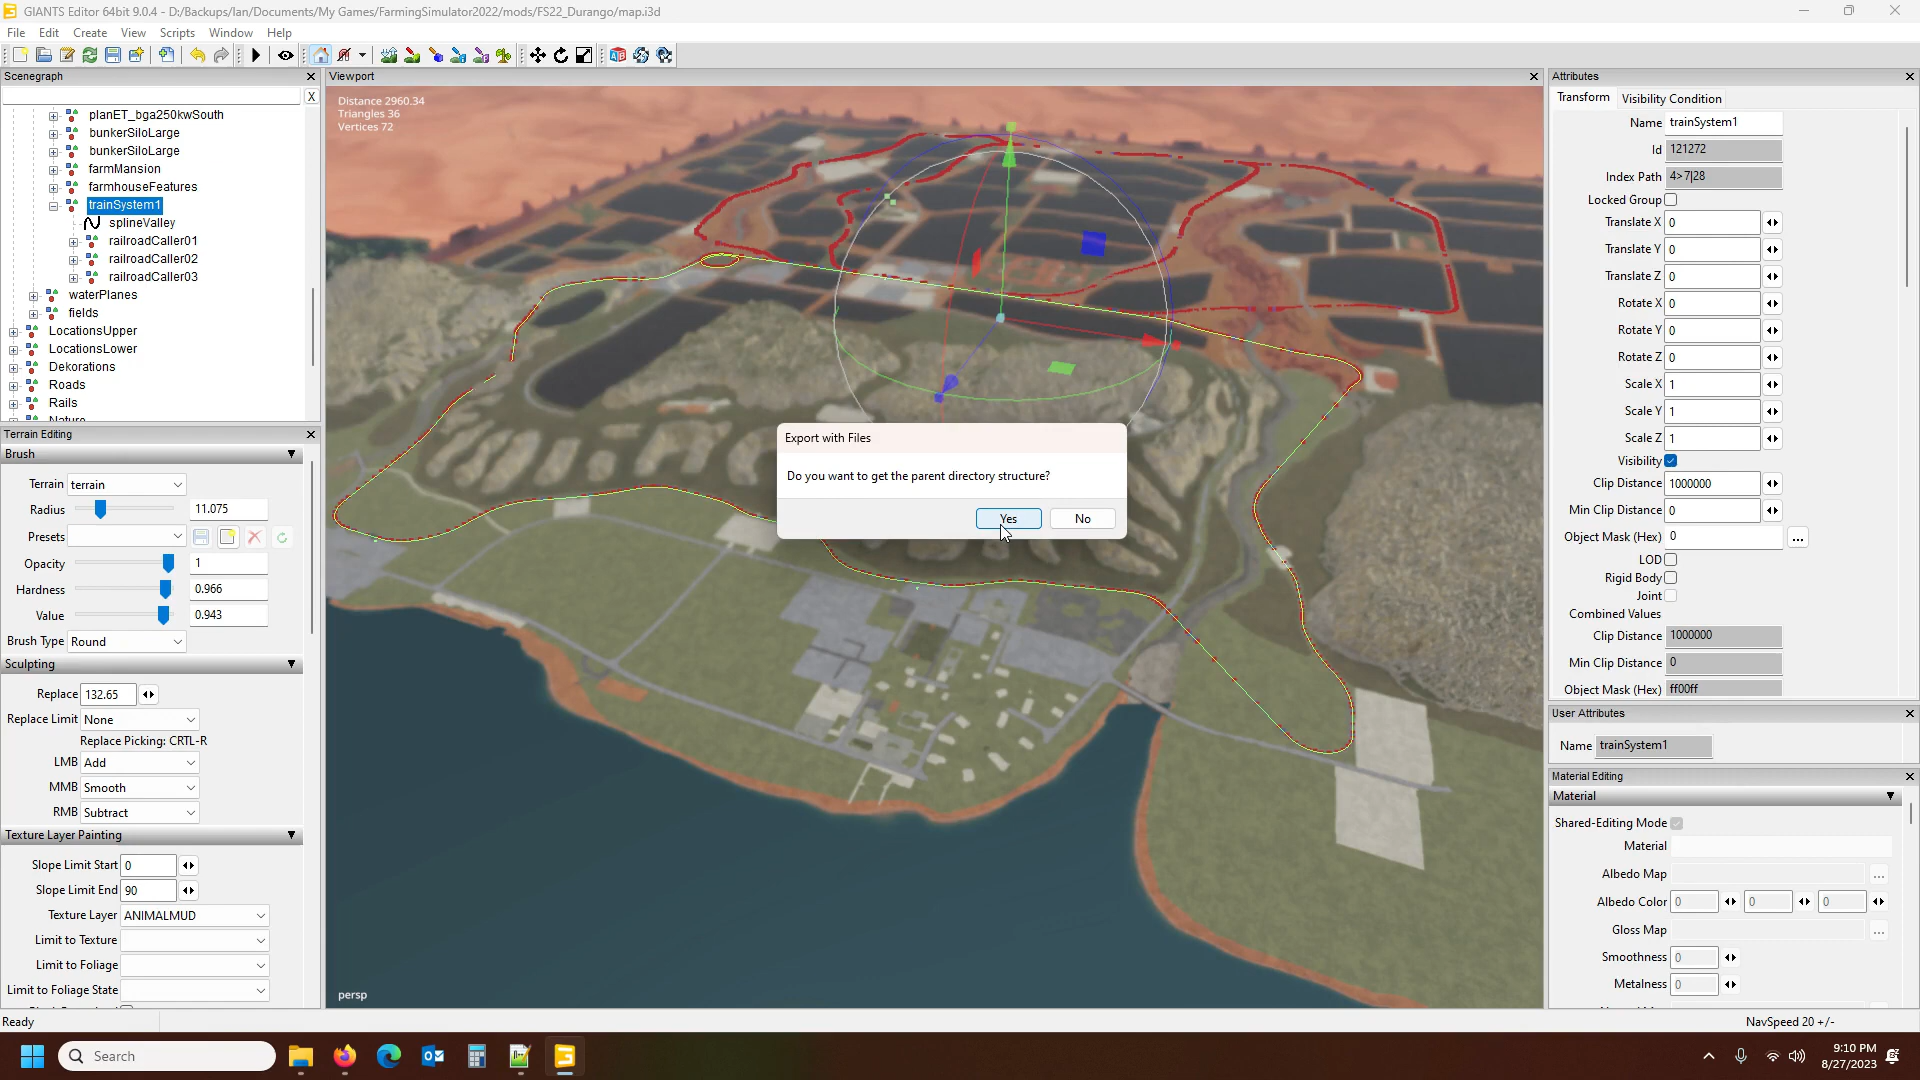 GIANTS Editor 64bit 9.0.4 - D:/Backups/Ian/Documents/My Games/FarmingSimulator2022/mods/FS22_Durango/map.i3d
File Edit Create View Scripts Window Help
Scenegraph
X
planET_bga250kwSouth
bunkerSiloLarge
bunkerSiloLarge
farmMansion
farmhouseFeatures
trainSystem1
splineValley
railroadCaller01
railroadCaller02
railroadCaller03
waterPlanes
fields
LocationsUpper
LocationsLower
Dekorations
Roads
Rails
Nature
Terrain Editing
Brush
Terrain terrain
Radius 11.075
Presets
Opacity 1
Hardness 0.966
Value 0.943
Brush Type Round
Sculpting
Replace 132.65
Replace Limit None
Replace Picking: CRTL-R
LMB Add
MMB Smooth
RMB Subtract
Texture Layer Painting
Slope Limit Start 0
Slope Limit End 90
Texture Layer ANIMALMUD
Limit to Texture
Limit to Foliage
Limit to Foliage State
Viewport
Distance 2960.34
Triangles 36
Vertices 72
Export with Files
Do you want to get the parent directory structure?
Yes No
persp
Attributes
Transform Visibility Condition
Name trainSystem1
Id 121272
Index Path 4>7|28
Locked Group
Translate X 0
Translate Y 0
Translate Z 0
Rotate X 0
Rotate Y 0
Rotate Z 0
Scale X 1
Scale Y 1
Scale Z 1
Visibility
Clip Distance 1000000
Min Clip Distance 0
Object Mask (Hex) 0 ...
LOD
Rigid Body
Joint
Combined Values
Clip Distance 1000000
Min Clip Distance 0
Object Mask (Hex) ff00ff
User Attributes
Name trainSystem1
Material Editing
Material
Shared-Editing Mode
Material
Albedo Map ...
Albedo Color 0 0 0
Gloss Map ...
Smoothness 0
Metalness 0
Ready
NavSpeed 20 +/-
Search
9:10 PM
8/27/2023